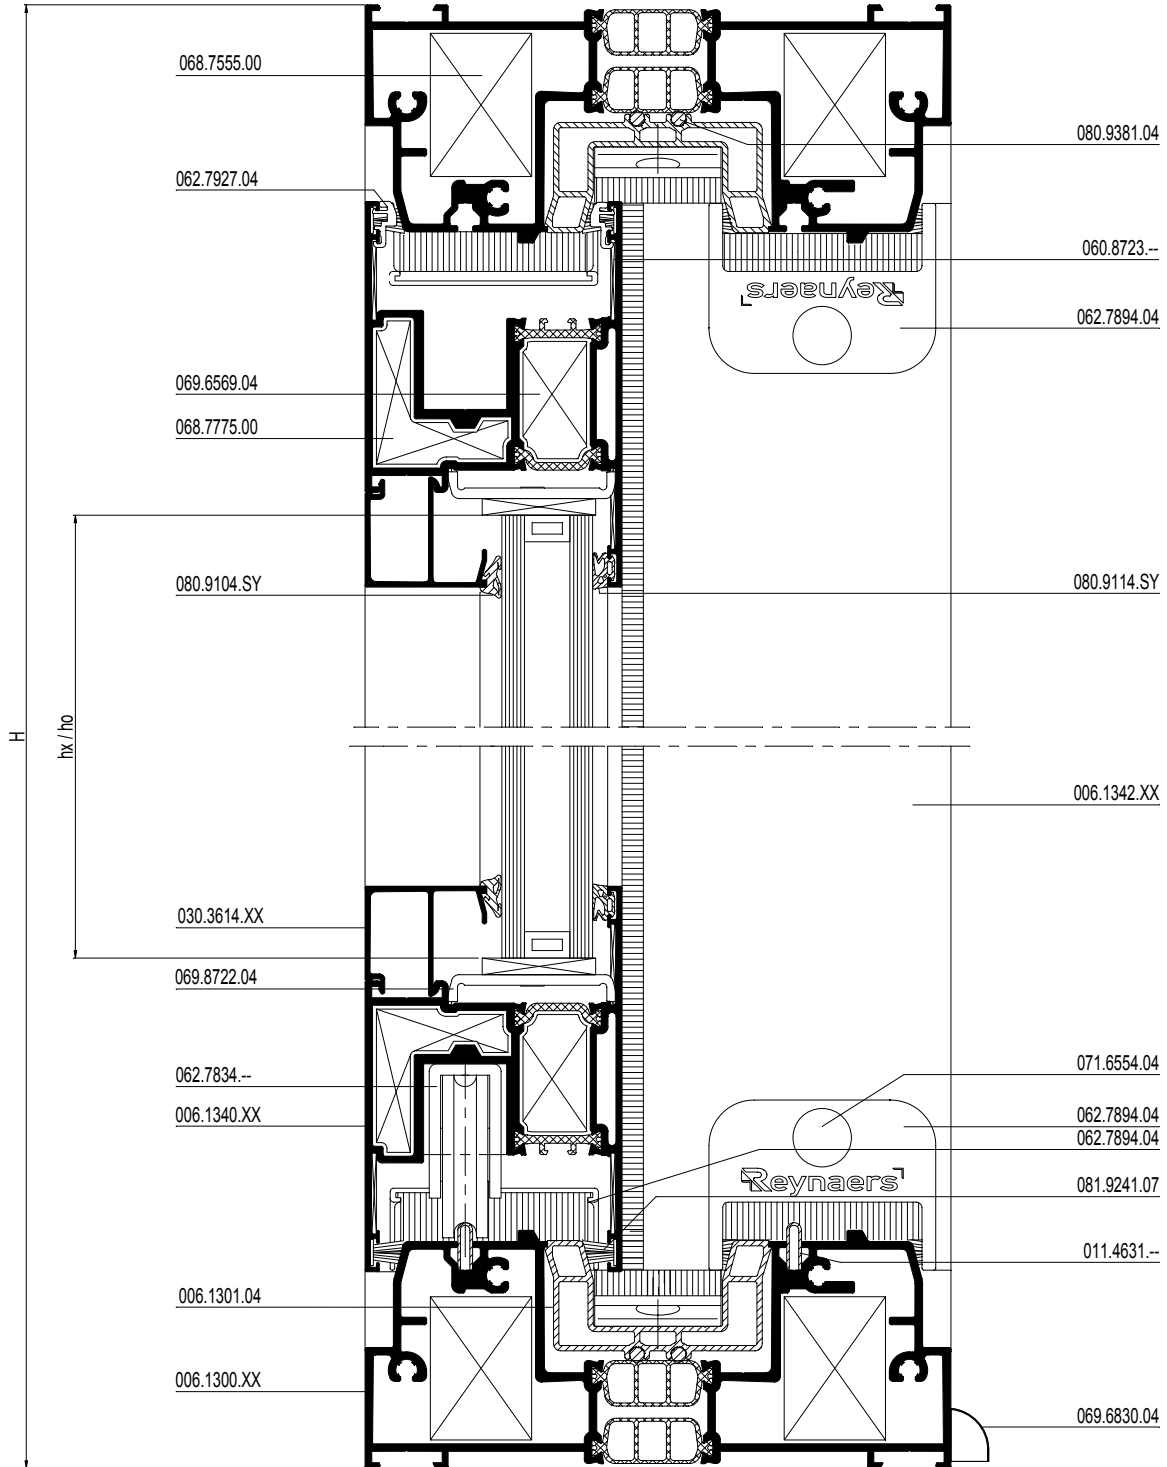 068.7555.00
080.9381.04
062.7927.04
060.8723.--
Reynaers
062.7894.04
069.6569.04
068.7775.00
080.9104.SY
080.9114.SY
H
hx / ho
006.1342.XX
030.3614.XX
069.8722.04
071.6554.04
062.7834.--
006.1340.XX
062.7894.04
062.7894.04
Reynaers
081.9241.07
011.4631.--
006.1301.04
006.1300.XX
069.6830.04